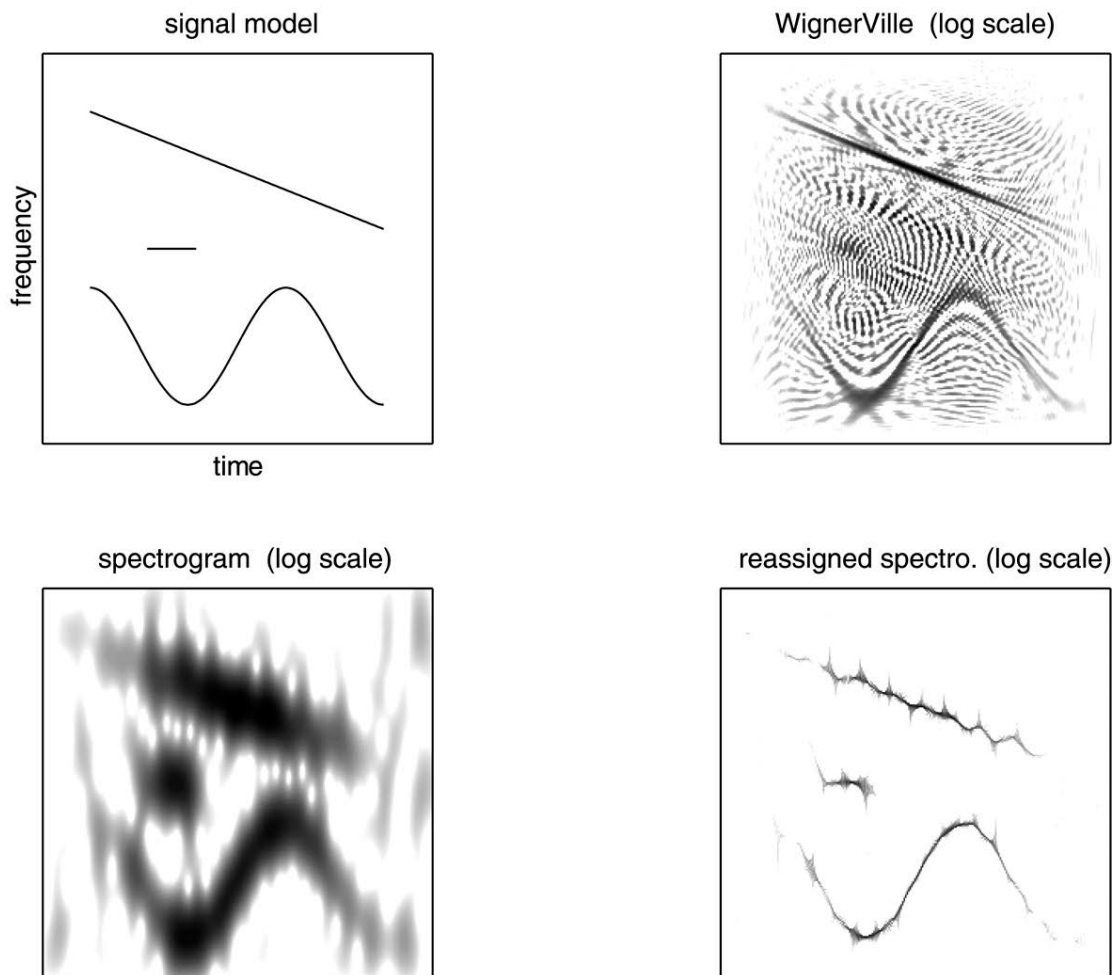 signal model
WignerVille (log scale)
frequency
time
spectrogram (log scale)
reassigned spectro. (log scale)